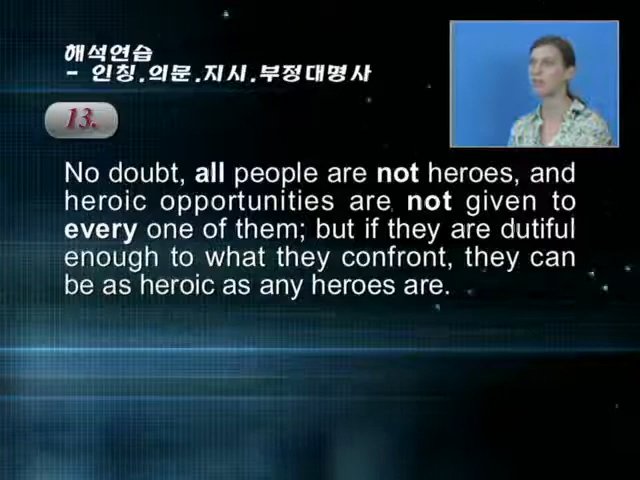 해석연습
- 인칭.의문.지시.부정대명사
13.
No doubt, all people are not heroes, and
heroic opportunities are not given to
every one of them; but if they are dutiful
enough to what they confront, they can
be as heroic as any heroes are.